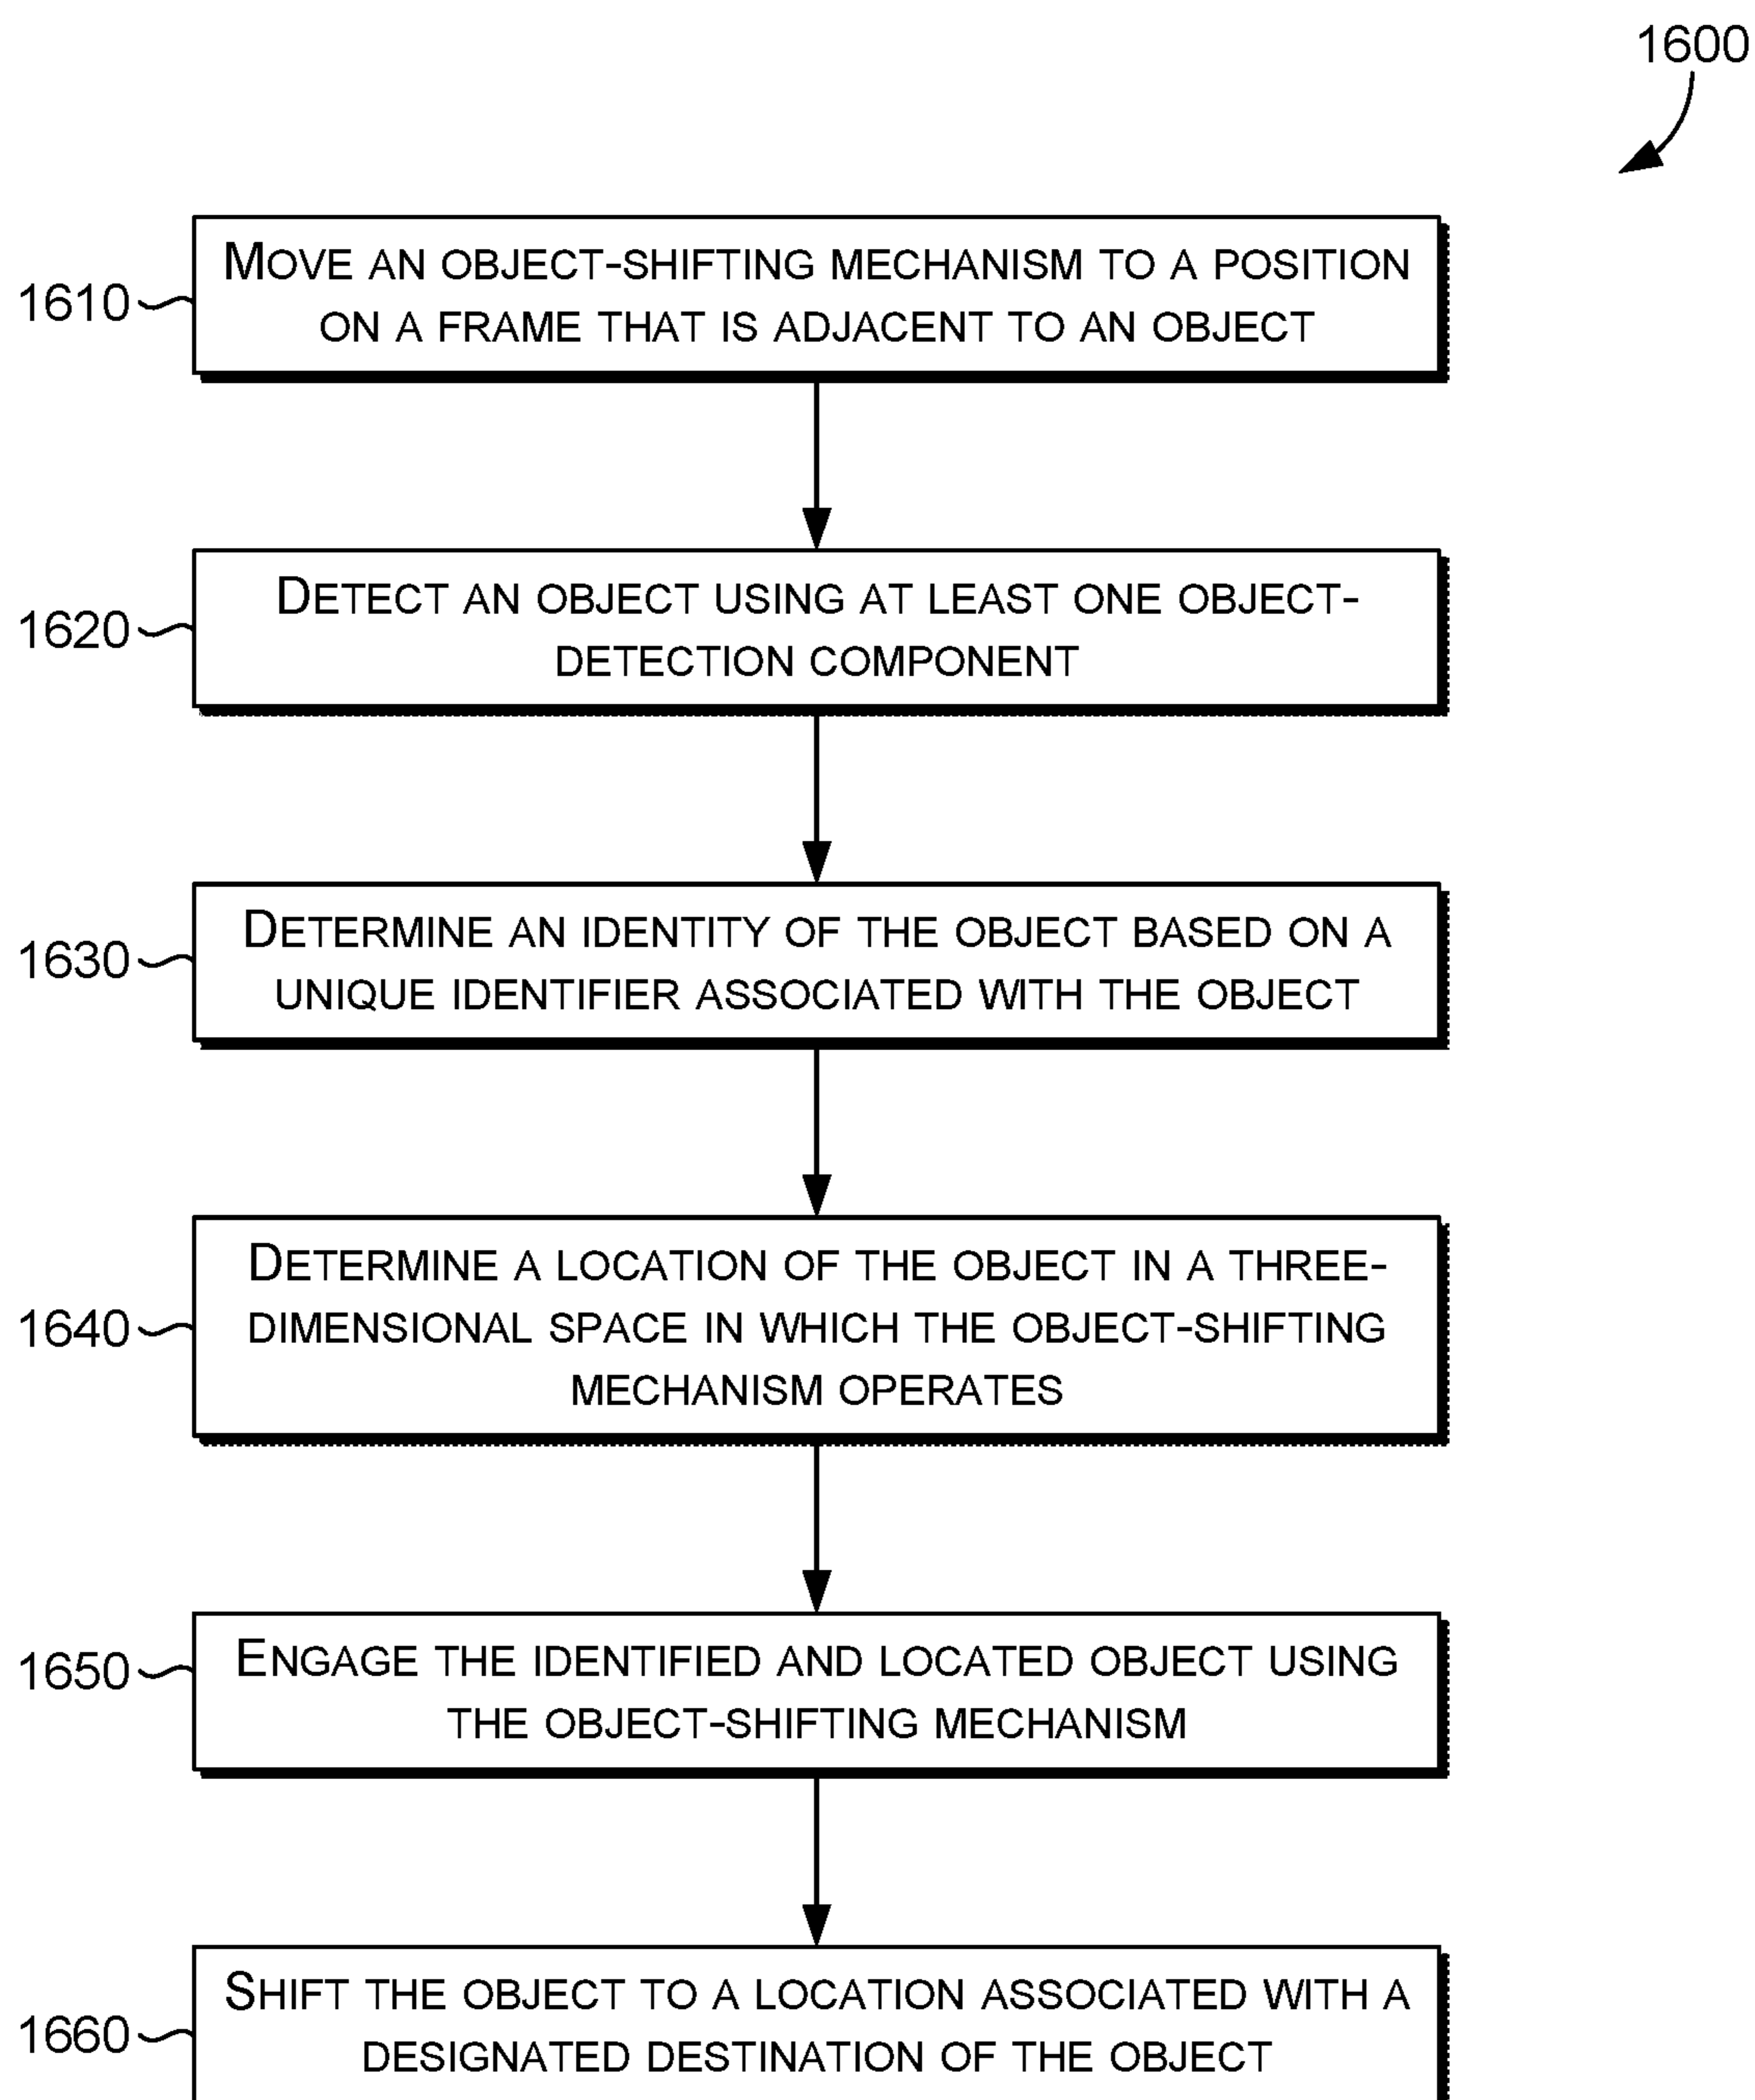 1600
1610
MOVE AN OBJECT-SHIFTING MECHANISM TO A POSITION
ON A FRAME THAT IS ADJACENT TO AN OBJECT
1620
DETECT AN OBJECT USING AT LEAST ONE OBJECT-
DETECTION COMPONENT
1630
DETERMINE AN IDENTITY OF THE OBJECT BASED ON A
UNIQUE IDENTIFIER ASSOCIATED WITH THE OBJECT
1640
DETERMINE A LOCATION OF THE OBJECT IN A THREE-
DIMENSIONAL SPACE IN WHICH THE OBJECT-SHIFTING
MECHANISM OPERATES
1650
ENGAGE THE IDENTIFIED AND LOCATED OBJECT USING
THE OBJECT-SHIFTING MECHANISM
1660
SHIFT THE OBJECT TO A LOCATION ASSOCIATED WITH A
DESIGNATED DESTINATION OF THE OBJECT